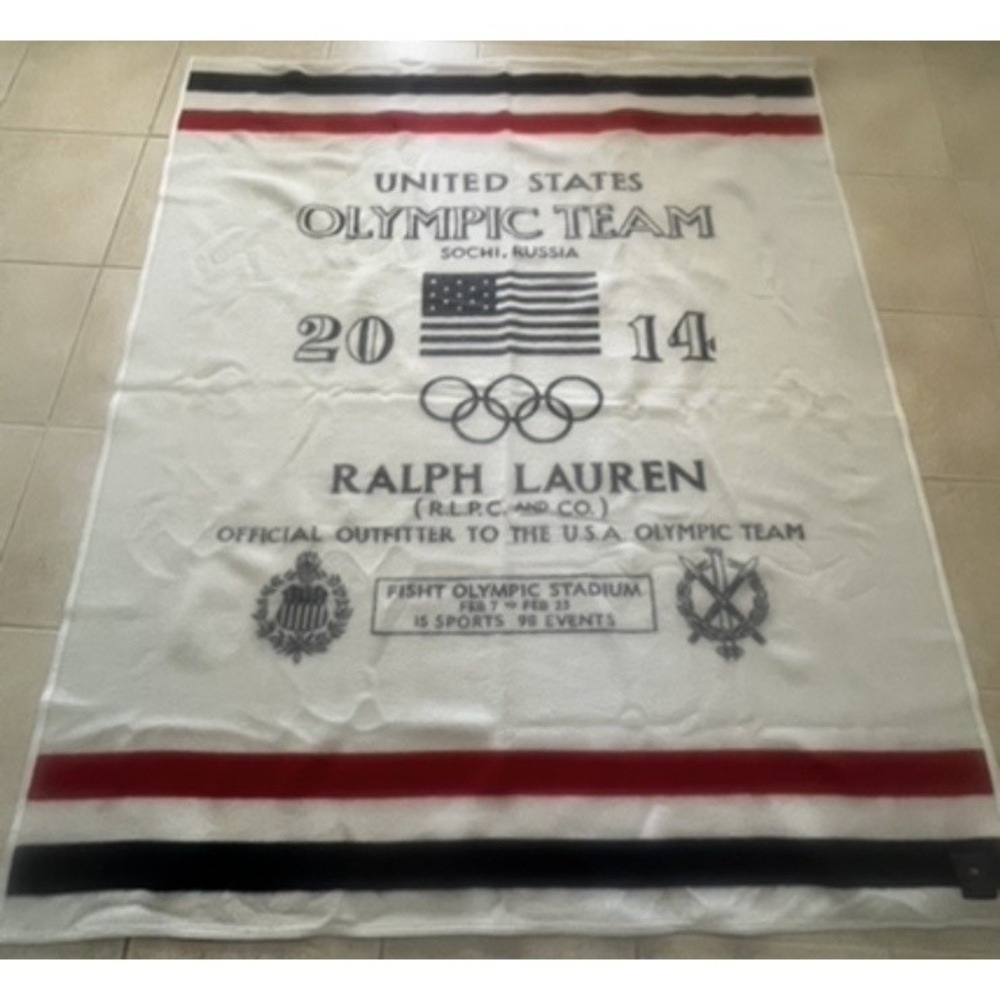 UNITED STATES
OLYMPIC TEAM
SOCHI, RUSSIA
20 14
RALPH LAUREN
(R.L.P.C. AND CO.)
OFFICIAL OUTFITTER TO THE U.S.A OLYMPIC TEAM
FISHT OLYMPIC STADIUM
FEB 7 TO FEB 23
15 SPORTS 98 EVENTS